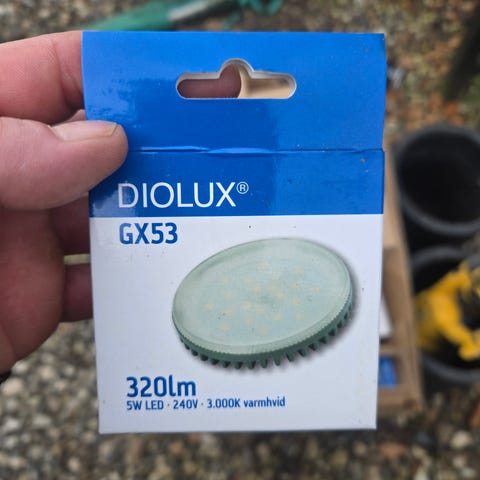 DIOLUX®
GX53
320lm
5W LED · 240V · 3.000K varmhvid